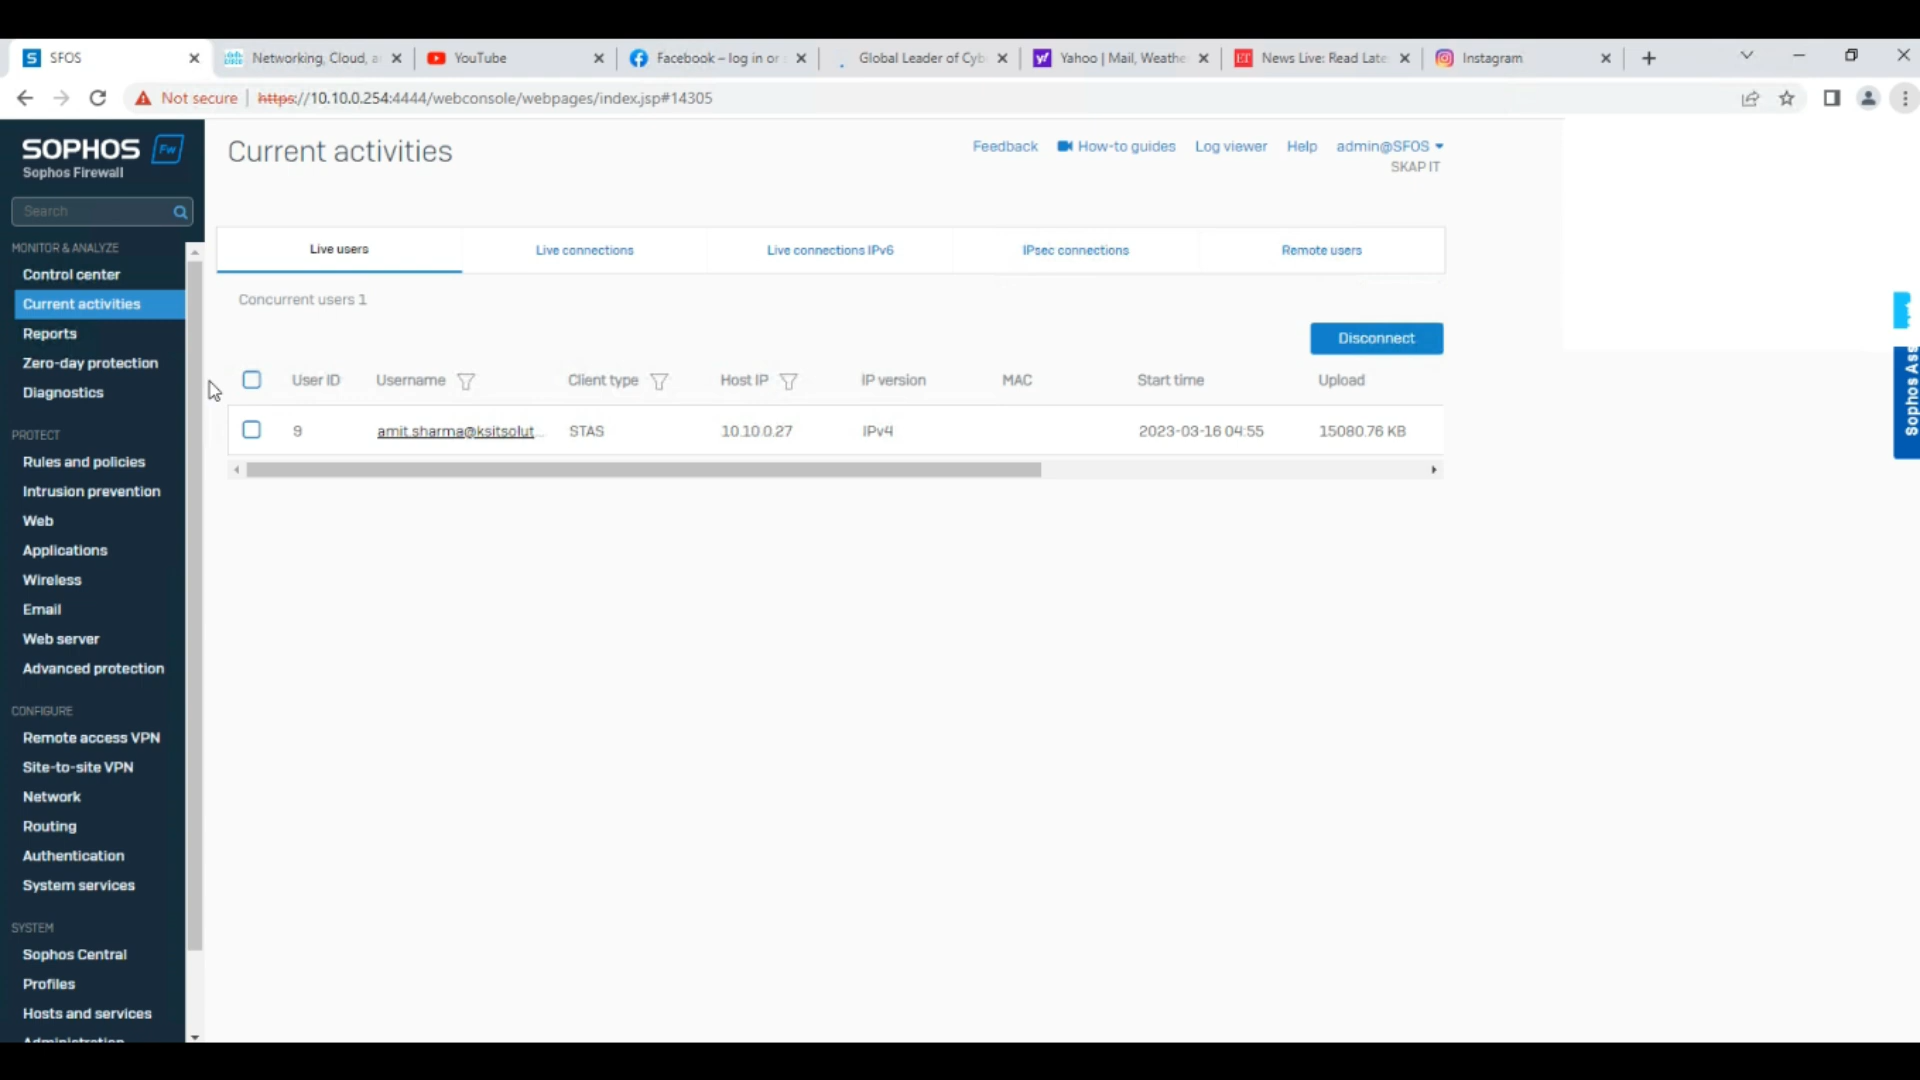 SFOS
Networking, Cloud, a
YouTube
Facebook – log in or s
Global Leader of Cyb
Yahoo | Mail, Weathe
News Live: Read Late
Instagram
Not secure | https://10.10.0.254:4444/webconsole/webpages/index.jsp#14305
SOPHOS Fw
Sophos Firewall
Search
MONITOR & ANALYZE
Control center
Current activities
Reports
Zero-day protection
Diagnostics
PROTECT
Rules and policies
Intrusion prevention
Web
Applications
Wireless
Email
Web server
Advanced protection
CONFIGURE
Remote access VPN
Site-to-site VPN
Network
Routing
Authentication
System services
SYSTEM
Sophos Central
Profiles
Hosts and services
Administration
Current activities
Feedback How-to guides Log viewer Help admin@SFOS
SKAP IT
Live users Live connections Live connections IPv6 IPsec connections Remote users
Concurrent users 1
Disconnect
User ID Username Client type Host IP IP version MAC Start time Upload
9 amit.sharma@ksitsolut... STAS 10.10.0.27 IPv4 2023-03-16 04:55 15080.76 KB
Sophos Ass